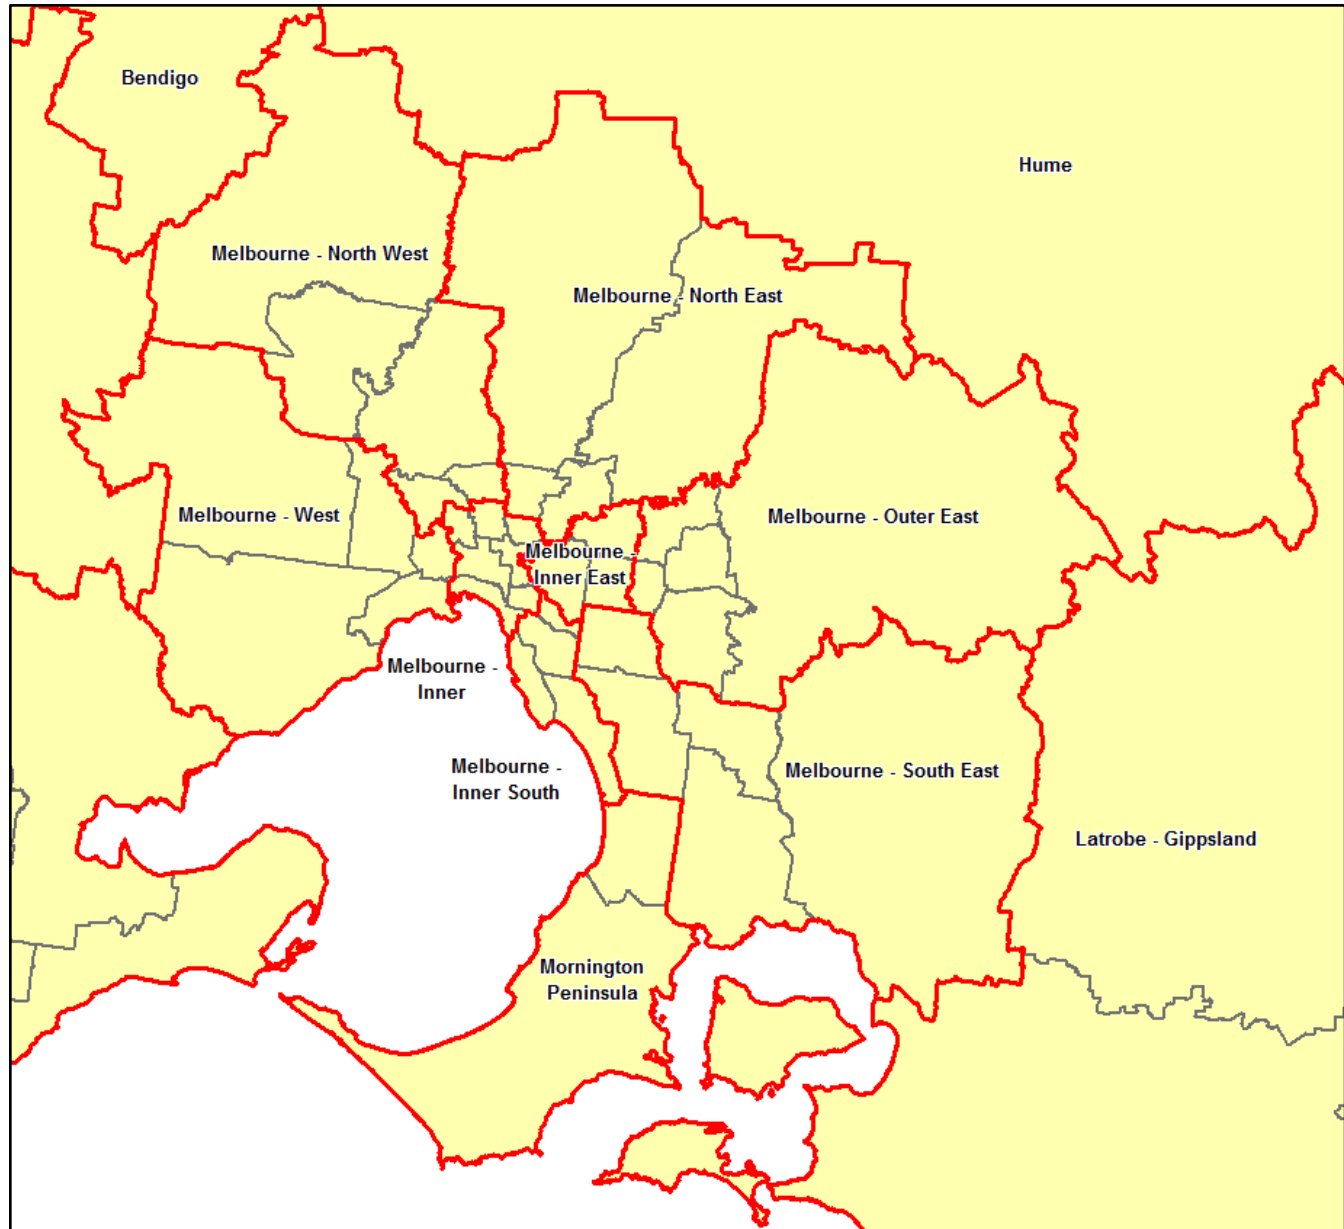 Bendigo
Hume
Melbourne - North West
Melbourne - North East
Melbourne - West
Melbourne - Outer East
Melbourne -
Inner East
Melbourne -
Inner
Melbourne -
Inner South
Melbourne - South East
Latrobe - Gippsland
Mornington
Peninsula